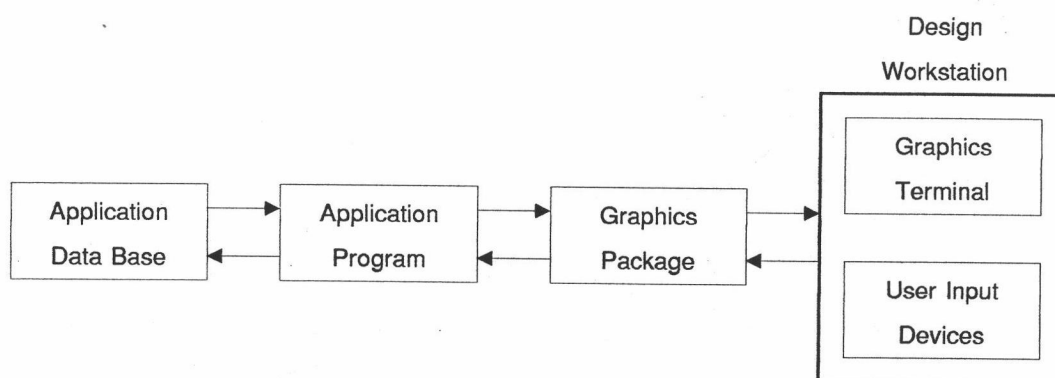 Design
Workstation
Graphics
Terminal
Application
Data Base
Application
Program
Graphics
Package
User Input
Devices